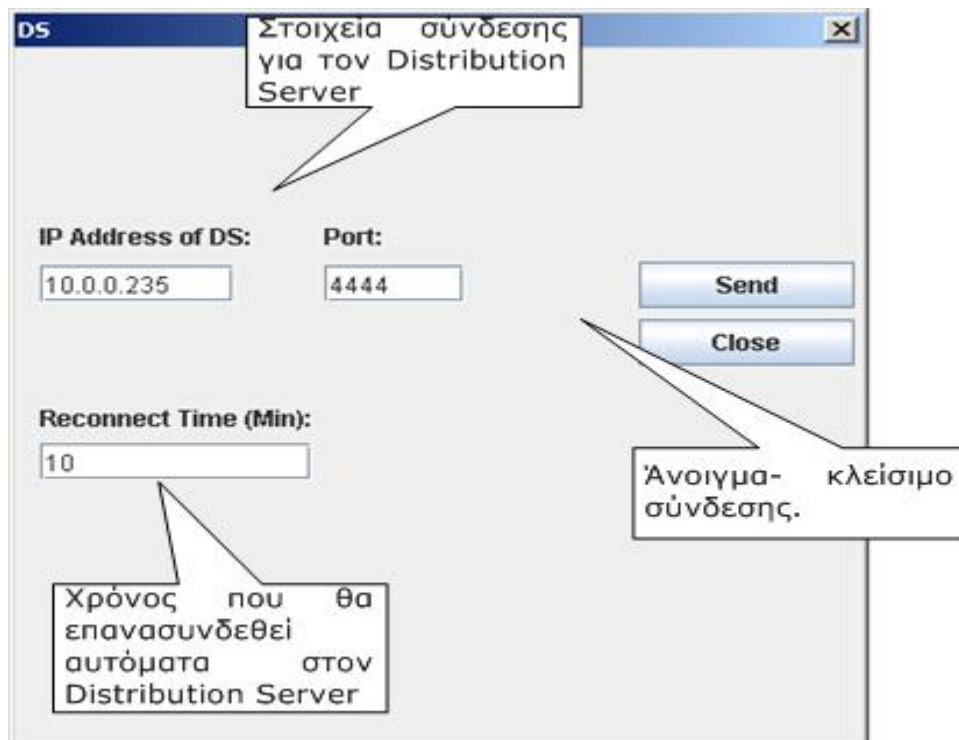 DS
Στοιχεία σύνδεσης
για τον Distribution
Server
IP Address of DS:
Port:
10.0.0.235
4444
Send
Close
Reconnect Time (Min):
10
Άνοιγμα- κλείσιμο
σύνδεσης.
Χρόνος που θα
επανασυνδεθεί
αυτόματα στον
Distribution Server